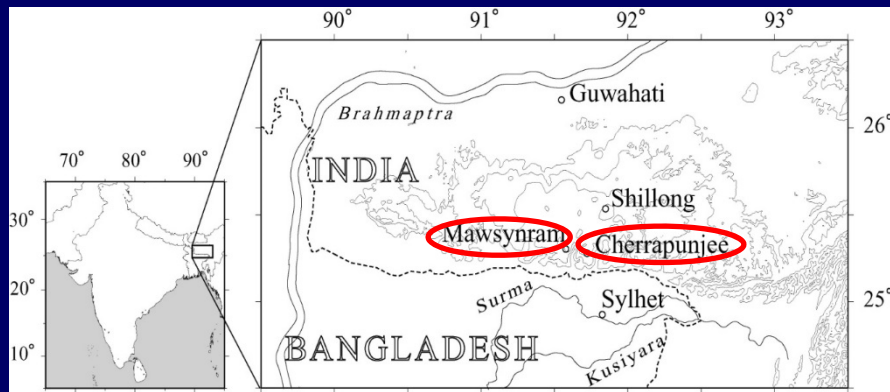 90° 91° 92° 93°
Guwahati
Brahmaptra
26°
70° 80° 90°
INDIA
Shillong
30°
Mawsynram
Cherrapunjee
20°
Surma
Sylhet
25°
BANGLADESH
Kusiyara
10°